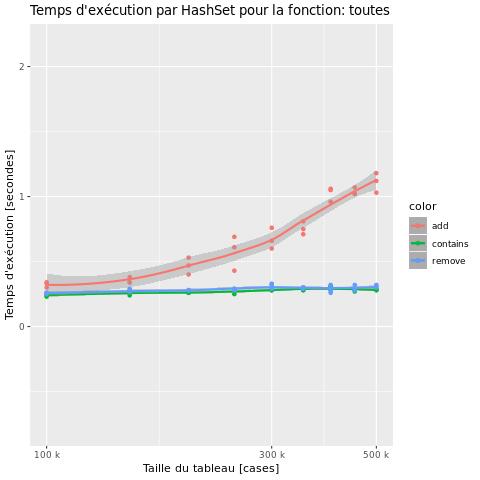 Temps d'exécution par HashSet pour la fonction: toutes
2
1
0
Temps d'exécution [secondes]
100 k
300 k
500 k
Taille du tableau [cases]
color
add
contains
remove